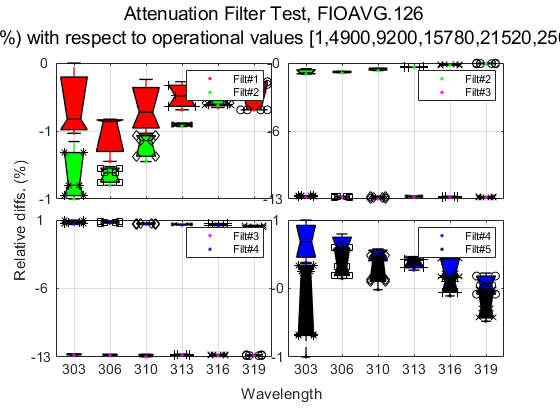 Attenuation Filter Test, FIOAVG.126
%) with respect to operational values [1,4900,9200,15780,21520,250
Relative diffs. (%)
0
-1
-1
Filt#1
Filt#2
0
-6
-13
Filt#2
Filt#3
1
-6
-13
Filt#3
Filt#4
303 306 310 313 316 319
1
-0
-1
Filt#4
Filt#5
303 306 310 313 316 319
Wavelength